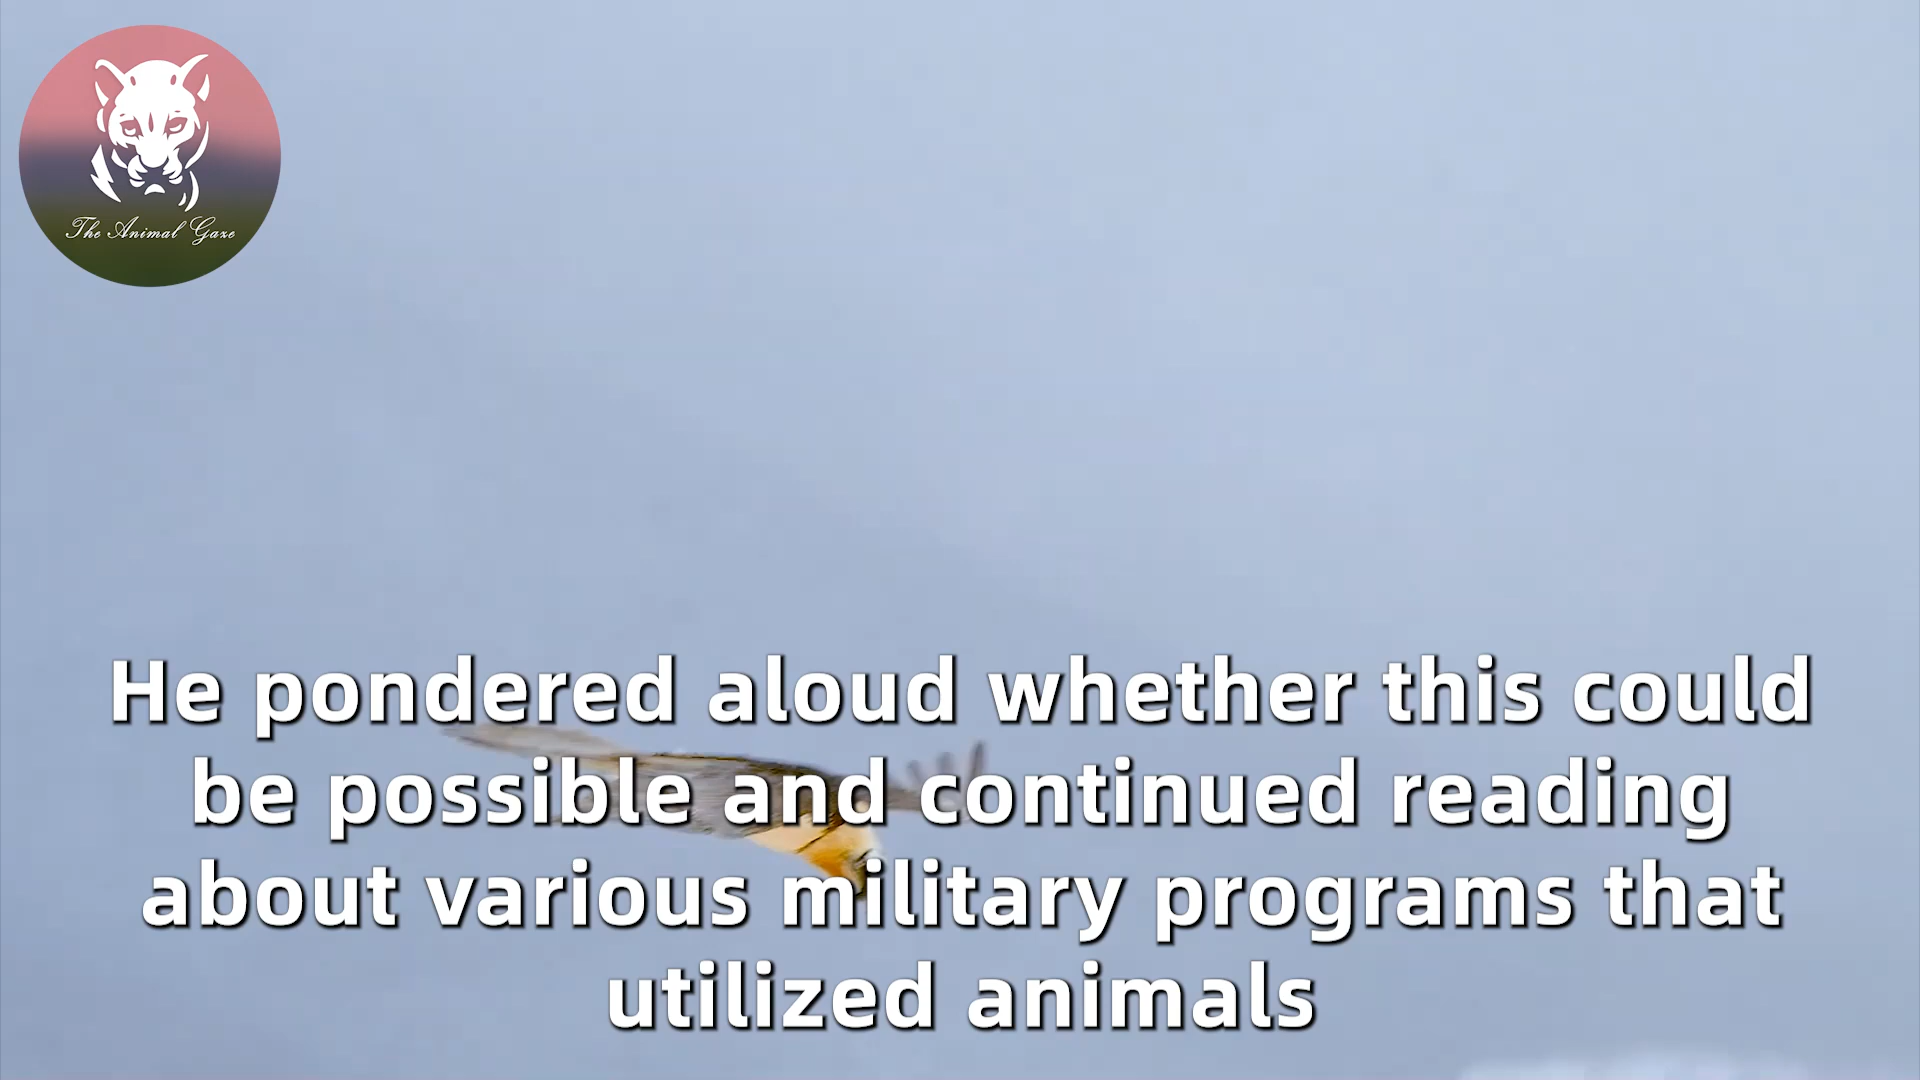 The Animal Gaze
He pondered aloud whether this could
be possible and continued reading
about various military programs that
utilized animals